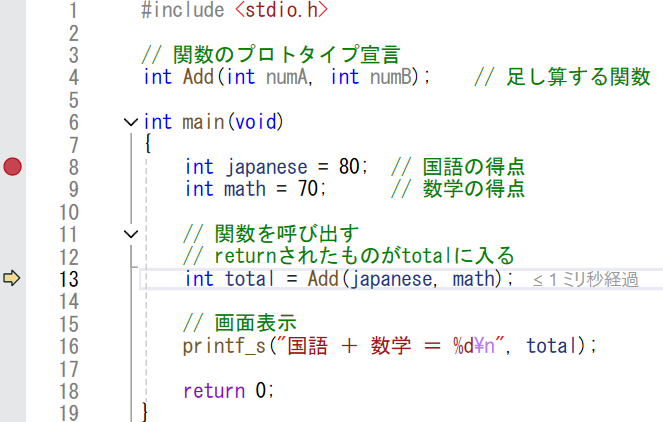 1 #include <stdio.h>
2
3 // 関数のプロトタイプ宣言
4 int Add(int numA, int numB); // 足し算する関数
5
6 int main(void)
7 {
8 int japanese = 80; // 国語の得点
9 int math = 70; // 数学の得点
10
11 // 関数を呼び出す
12 // returnされたものがtotalに入る
13 int total = Add(japanese, math); ≤ 1 ミリ秒経過
14
15 // 画面表示
16 printf_s("国語 + 数学 = %d¥n", total);
17
18 return 0;
19 }